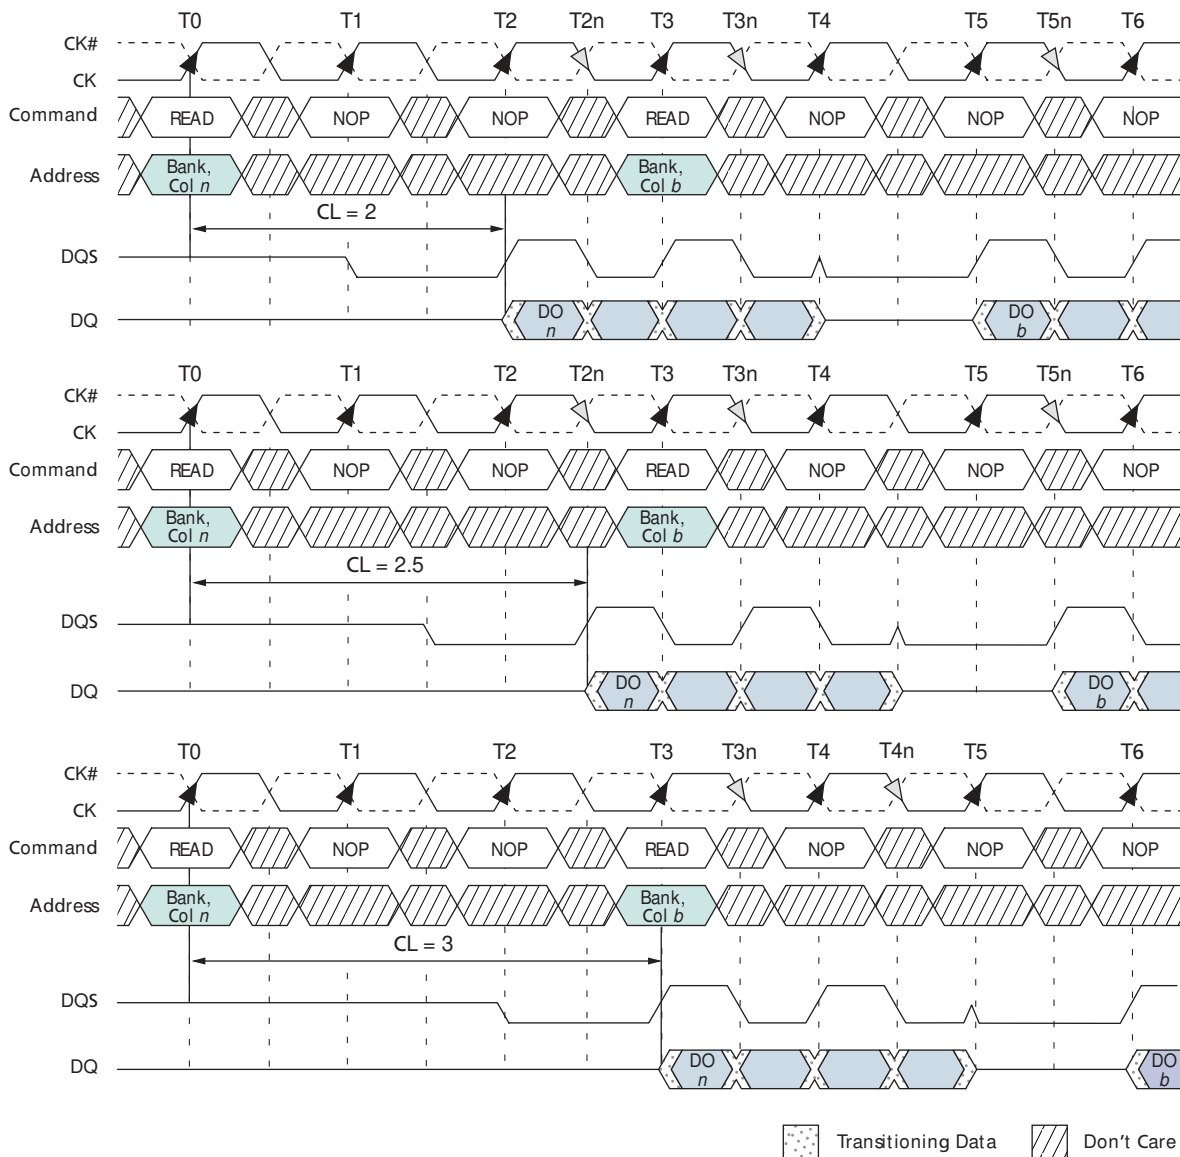 T0 T1 T2 T2n T3 T3n T4 T5 T5n T6
CK#
CK
Command READ NOP NOP READ NOP NOP NOP
Address Bank, Col n Bank, Col b
CL = 2
DQS
DQ DO n DO b
T0 T1 T2 T2n T3 T3n T4 T5 T5n T6
CK#
CK
Command READ NOP NOP READ NOP NOP NOP
Address Bank, Col n Bank, Col b
CL = 2.5
DQS
DQ DO n DO b
T0 T1 T2 T3 T3n T4 T4n T5 T6
CK#
CK
Command READ NOP NOP READ NOP NOP NOP
Address Bank, Col n Bank, Col b
CL = 3
DQS
DQ DO n DO b
Transitioning Data Don't Care